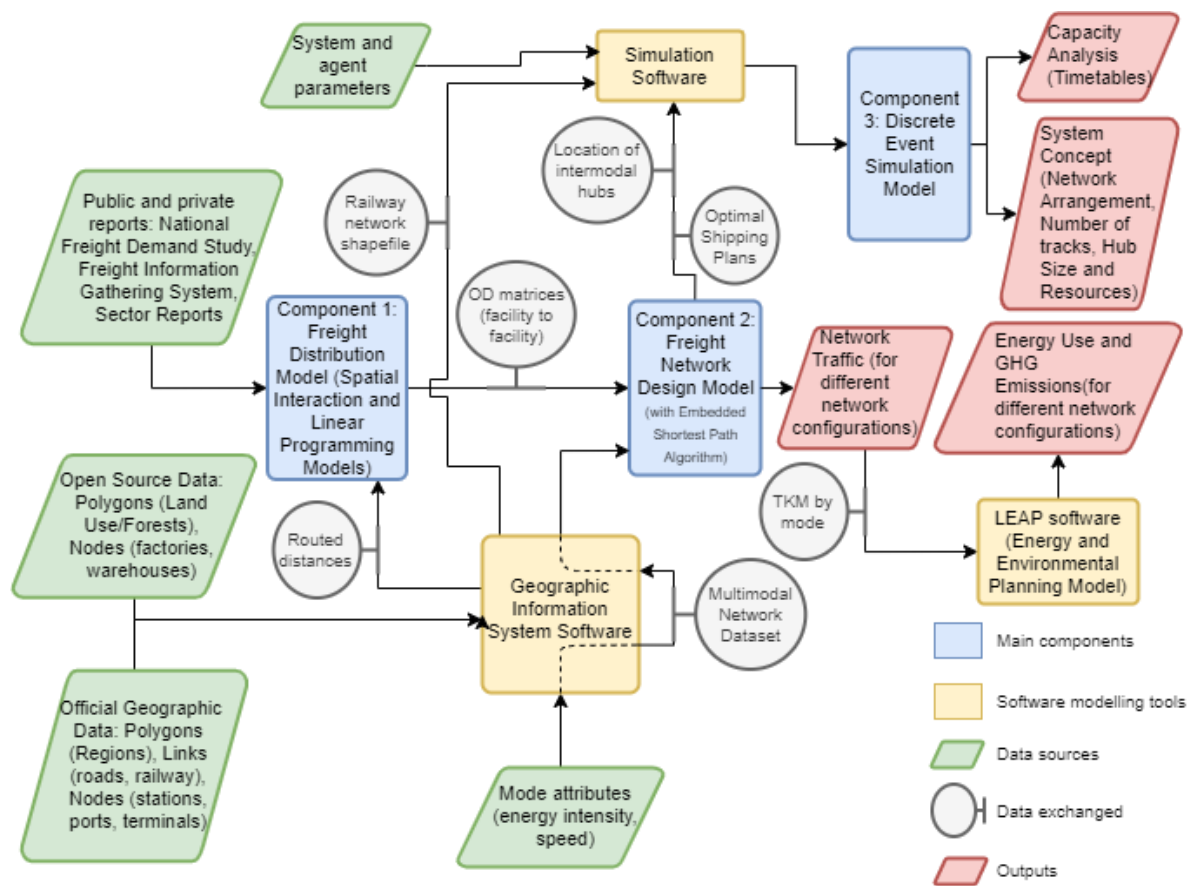 System and
agent
parameters
Simulation
Software
Component
3: Discrete
Event
Simulation
Model
Capacity
Analysis
(Timetables)
System
Concept
(Network
Arrangement,
Number of
tracks, Hub
Size and
Resources)
Location of
intermodal
hubs
Optimal
Shipping
Plans
Railway
network
shapefile
Public and private
reports: National
Freight Demand Study,
Freight Information
Gathering System,
Sector Reports
Component 1:
Freight
Distribution
Model (Spatial
Interaction and
Linear
Programming
Models)
OD matrices
(facility to
facility)
Component 2:
Freight
Network
Design Model
(with Embedded
Shortest Path
Algorithm)
Network
Traffic (for
different
network
configurations)
Energy Use and
GHG
Emissions(for
different network
configurations)
TKM by
mode
LEAP software
(Energy and
Environmental
Planning Model)
Open Source Data:
Polygons (Land
Use/Forests),
Nodes (factories,
warehouses)
Routed
distances
Geographic
Information
System Software
Multimodal
Network
Dataset
Official Geographic
Data: Polygons
(Regions), Links
(roads, railway),
Nodes (stations,
ports, terminals)
Mode attributes
(energy intensity,
speed)
Main components
Software modelling tools
Data sources
Data exchanged
Outputs